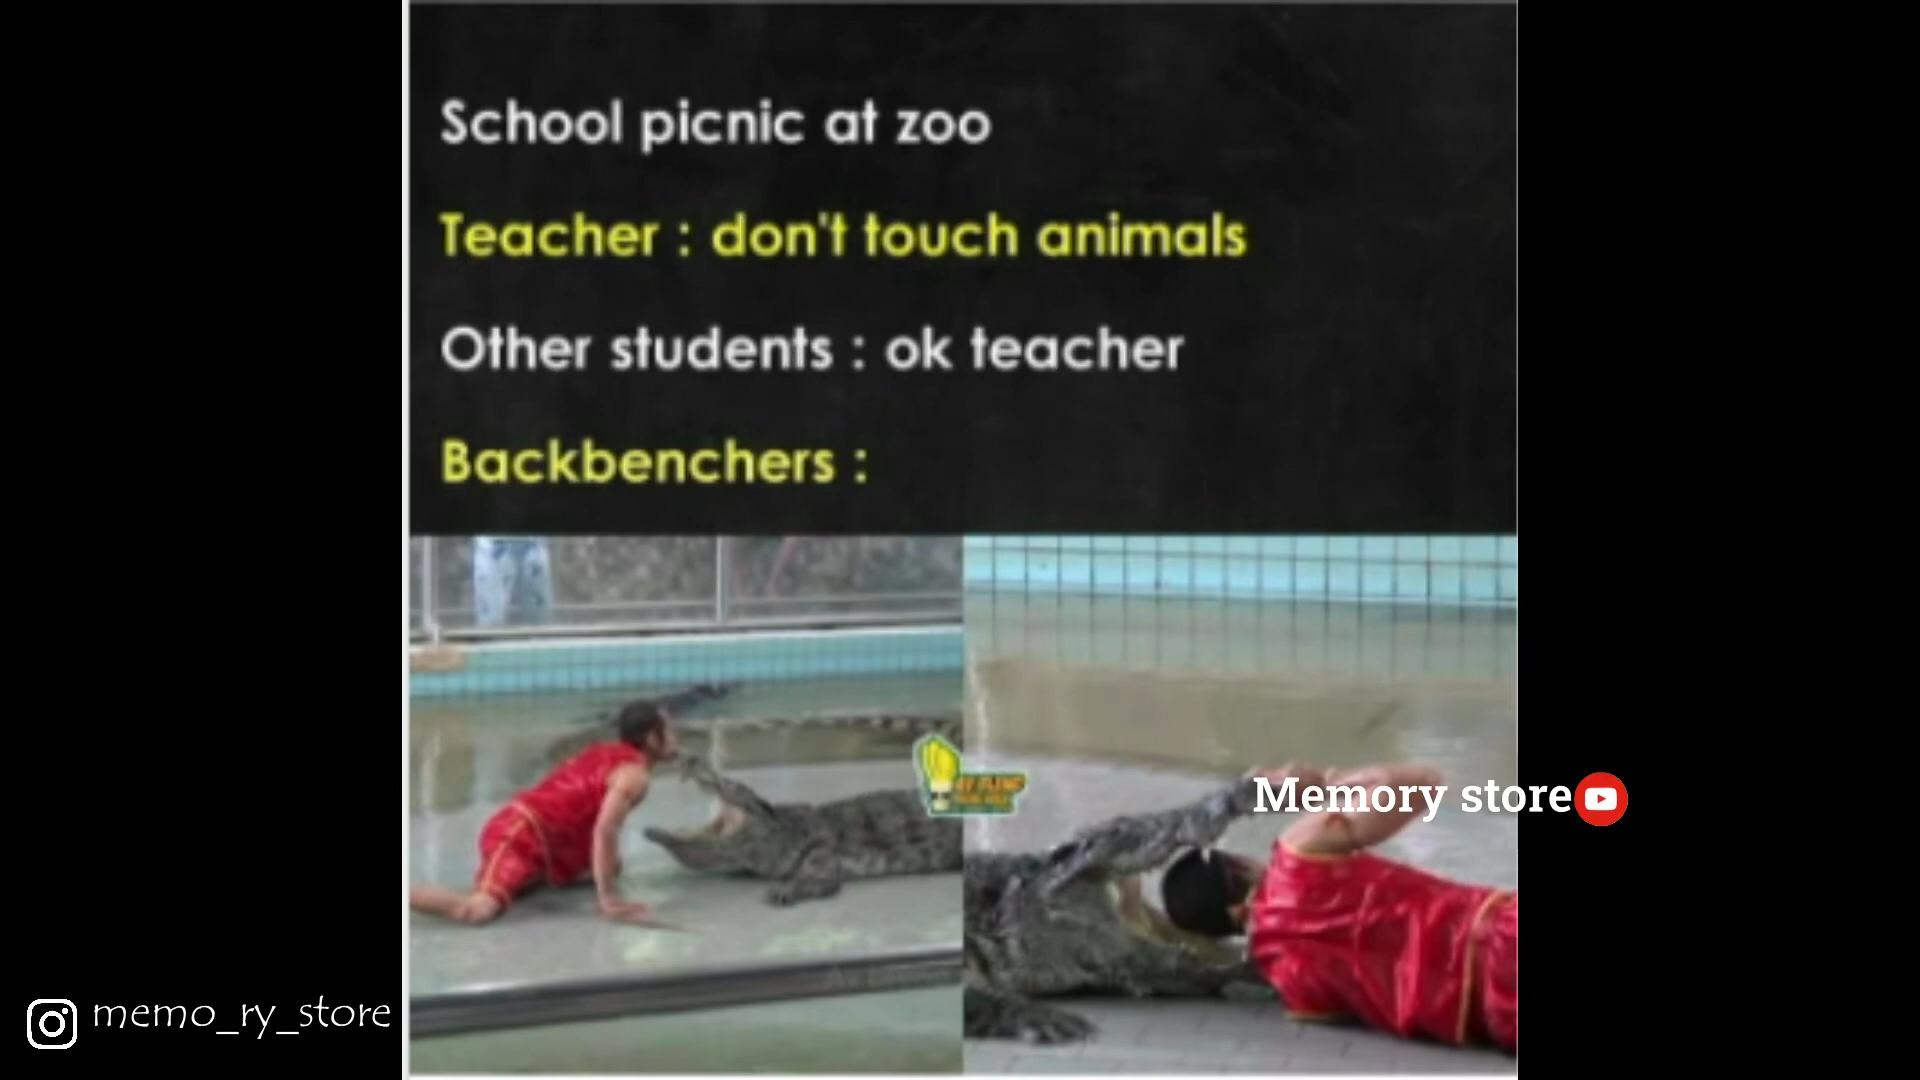 School picnic at zoo
Teacher : don't touch animals
Other students : ok teacher
Backbenchers :
Memory store
memo_ry_store